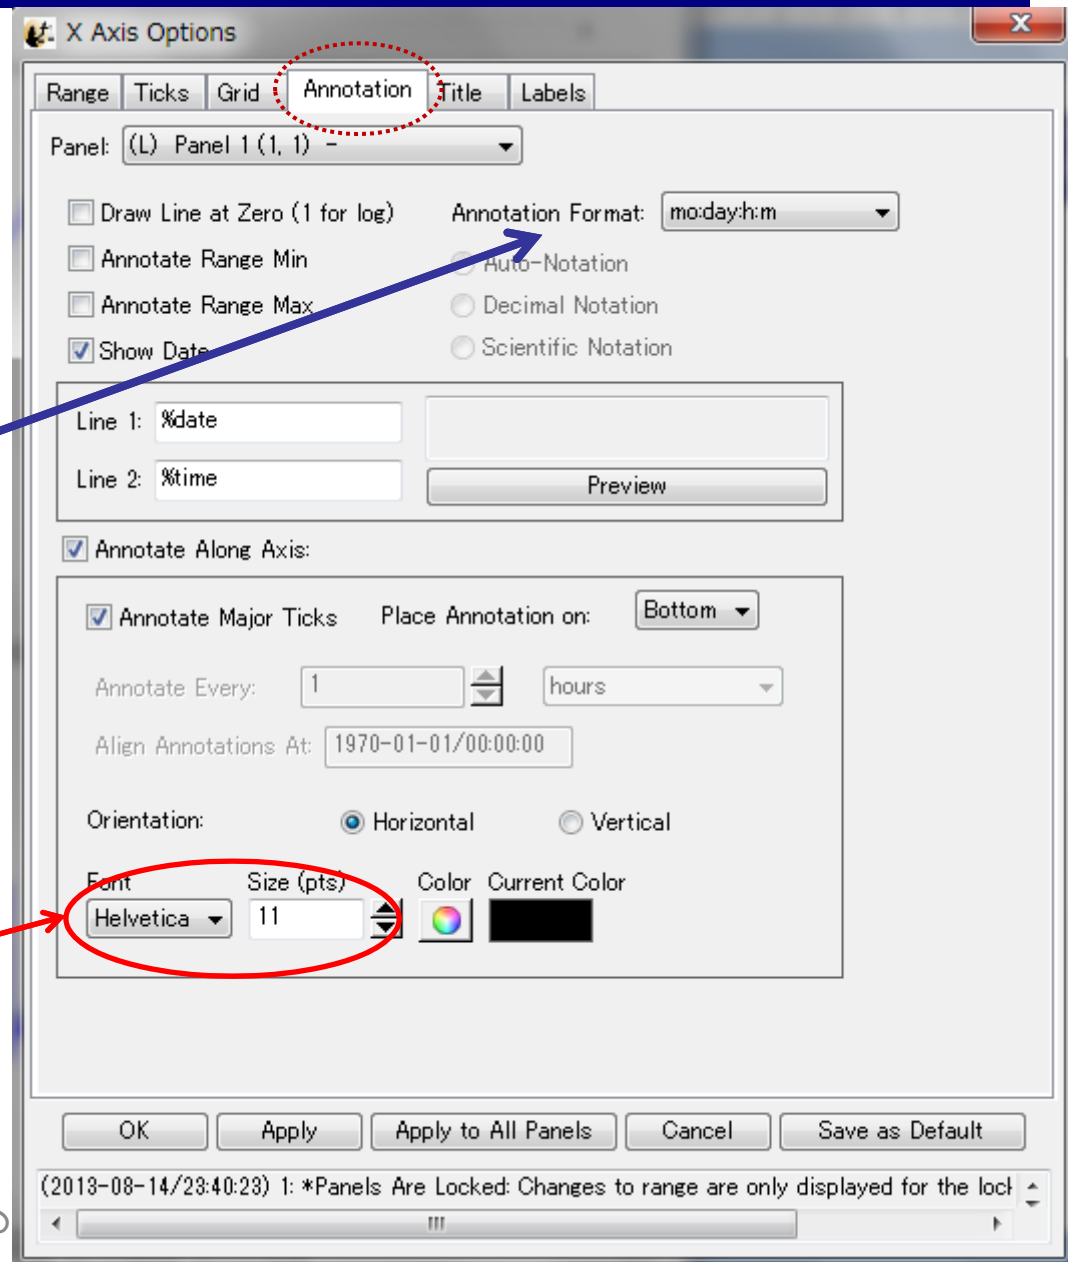 X Axis Options
Range Ticks Grid Annotation Title Labels
Panel: (L) Panel 1 (1, 1) -
Draw Line at Zero (1 for log) Annotation Format: mo:day:h:m
Annotate Range Min Auto-Notation
Annotate Range Max Decimal Notation
Show Date Scientific Notation
Line 1: %date
Line 2: %time Preview
Annotate Along Axis:
Annotate Major Ticks Place Annotation on: Bottom
Annotate Every: 1 hours
Align Annotations At: 1970-01-01/00:00:00
Orientation: Horizontal Vertical
Font Size (pts) Color Current Color
Helvetica 11
OK Apply Apply to All Panels Cancel Save as Default
(2013-08-14/23:40:23) 1: *Panels Are Locked: Changes to range are only displayed for the